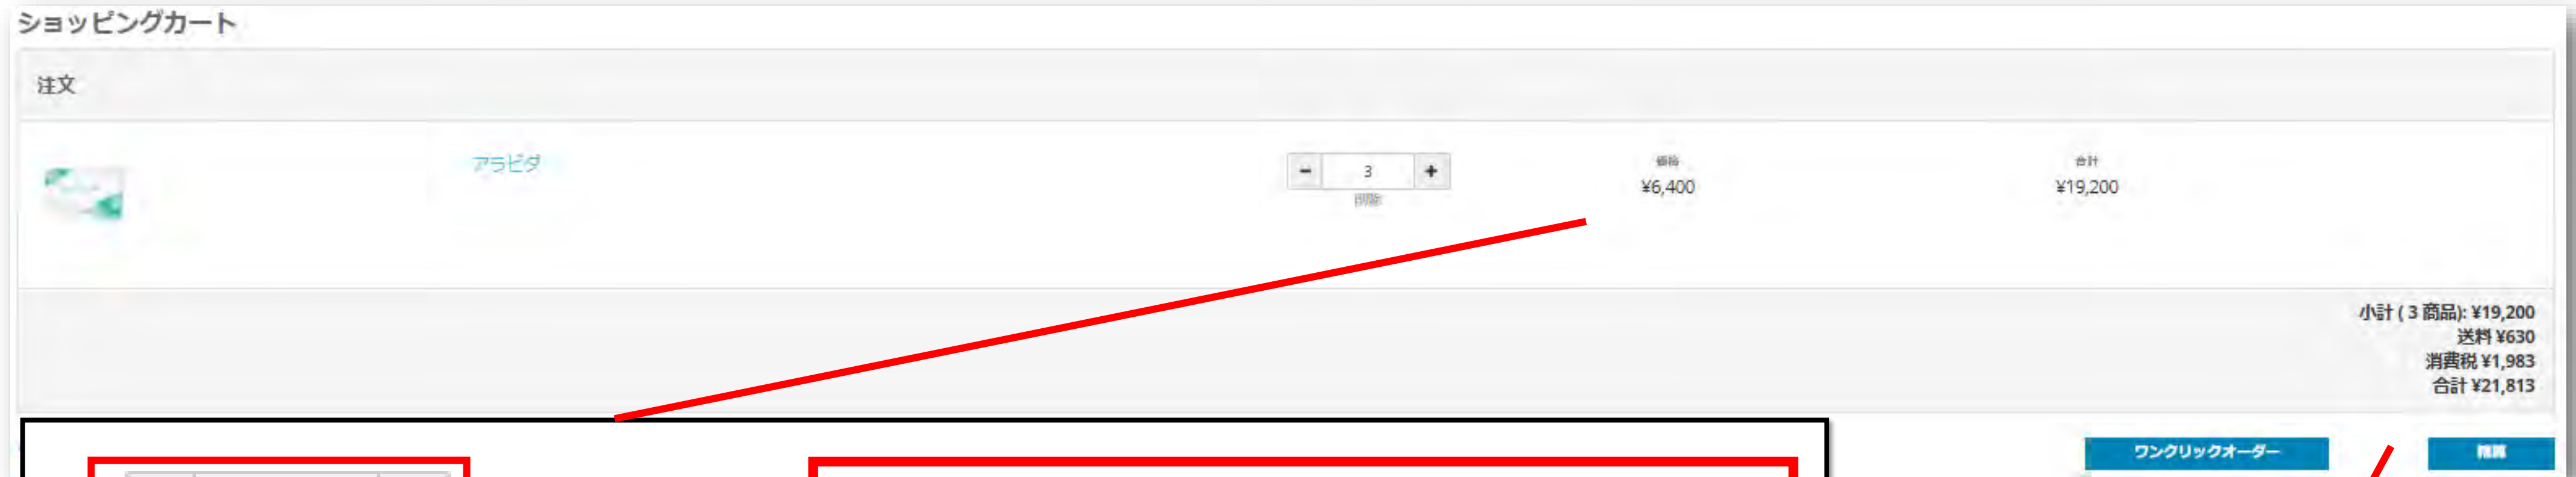 ショッピングカート
注文
アラビダ
- 3 +
削除
価格
¥6,400
合計
¥19,200
小計 ( 3 商品): ¥19,200
送料 ¥630
消費税 ¥1,983
合計 ¥21,813
ワンクリックオーダー